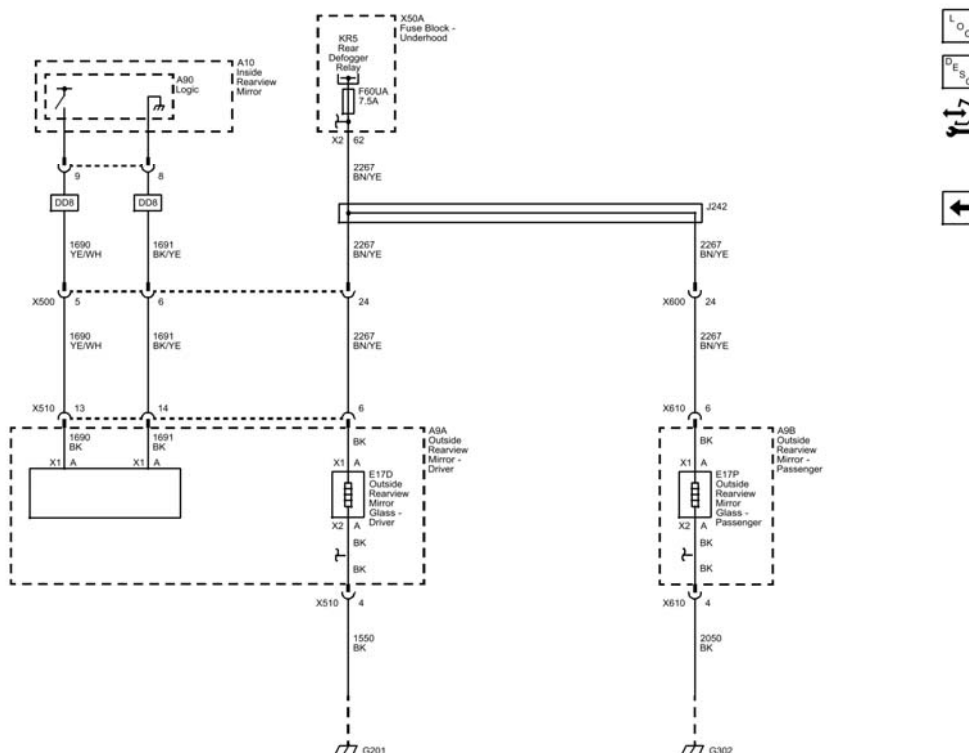 X50A
Fuse Block -
Underhood
KR5
Rear
Defogger
Relay
F60UA
7.5A
X2 62
A10
Inside
Rearview
Mirror
A90
Logic
9 8
DD8 DD8
2267
BN/YE
J242
1690
YE/WH
1691
BK/YE
2267
BN/YE
2267
BN/YE
X500 5 6 24
X600 24
1690
YE/WH
1691
BK/YE
2267
BN/YE
2267
BN/YE
X510 13 14 6
X610 6
1690
BK
1691
BK
BK
A9A
Outside
Rearview
Mirror -
Driver
BK
A9B
Outside
Rearview
Mirror -
Passenger
X1 A
X1 A
X1 A
E17D
Outside
Rearview
Mirror
Glass -
Driver
X2 A
BK
BK
X1 A
E17P
Outside
Rearview
Mirror
Glass -
Passenger
X2 A
BK
BK
X510 4
X610 4
1550
BK
2050
BK
G201
G302